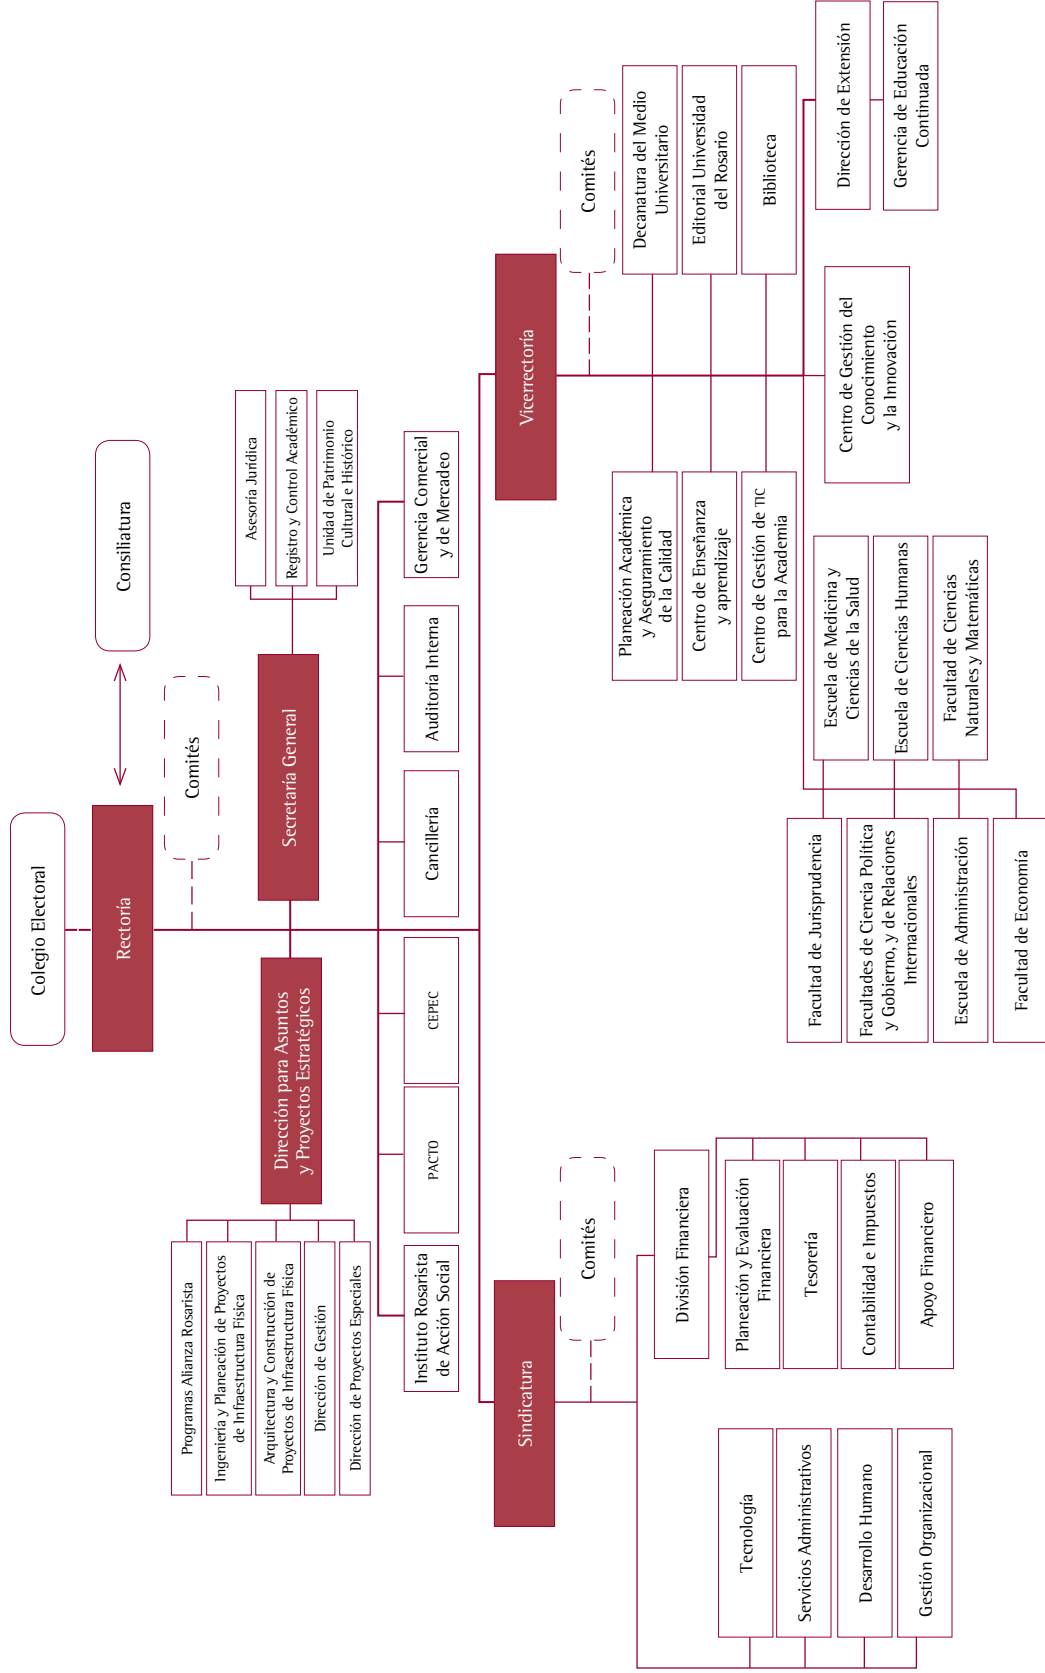 Colegio Electoral
Rectoría
Consiliatura
Comités
Dirección para Asuntos
y Proyectos Estratégicos
Secretaría General
Programas Alianza Rosarista
Ingeniería y Planeación de Proyectos
de Infraestructura Física
Arquitectura y Construcción de
Proyectos de Infraestructura Física
Dirección de Gestión
Dirección de Proyectos Especiales
Asesoría Jurídica
Registro y Control Académico
Unidad de Patrimonio
Cultural e Histórico
Instituto Rosarista
de Acción Social
PACTO
CEPEC
Cancillería
Auditoría Interna
Gerencia Comercial
y de Mercadeo
Sindicatura
Comités
División Financiera
Planeación y Evaluación
Financiera
Tesorería
Contabilidad e Impuestos
Apoyo Financiero
Tecnología
Servicios Administrativos
Desarrollo Humano
Gestión Organizacional
Vicerrectoría
Comités
Planeación Académica
y Aseguramiento
de la Calidad
Decanatura del Medio
Universitario
Centro de Enseñanza
y aprendizaje
Editorial Universidad
del Rosario
Centro de Gestión de TIC
para la Academia
Biblioteca
Facultad de Jurisprudencia
Escuela de Medicina y
Ciencias de la Salud
Facultades de Ciencia Política
y Gobierno, y de Relaciones
Internacionales
Escuela de Ciencias Humanas
Escuela de Administración
Facultad de Ciencias
Naturales y Matemáticas
Facultad de Economía
Centro de Gestión del
Conocimiento
y la Innovación
Dirección de Extensión
Gerencia de Educación
Continuada